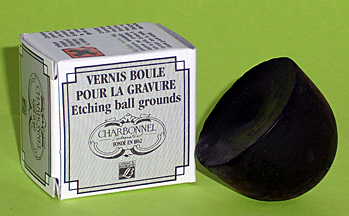 VERNIS BOULE
POUR LA GRAVURE
Etching ball grounds
CHARBONNEL
FONDÉ EN 1862